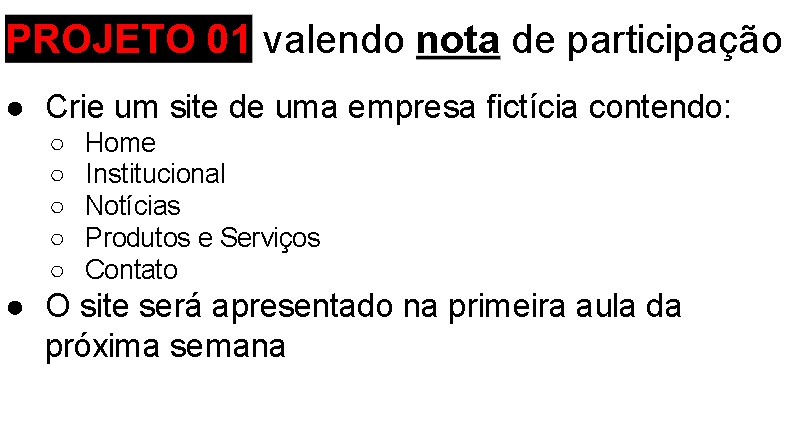 PROJETO 01 valendo nota de participação
● Crie um site de uma empresa fictícia contendo:
○ Home
○ Institucional
○ Notícias
○ Produtos e Serviços
○ Contato
● O site será apresentado na primeira aula da
próxima semana